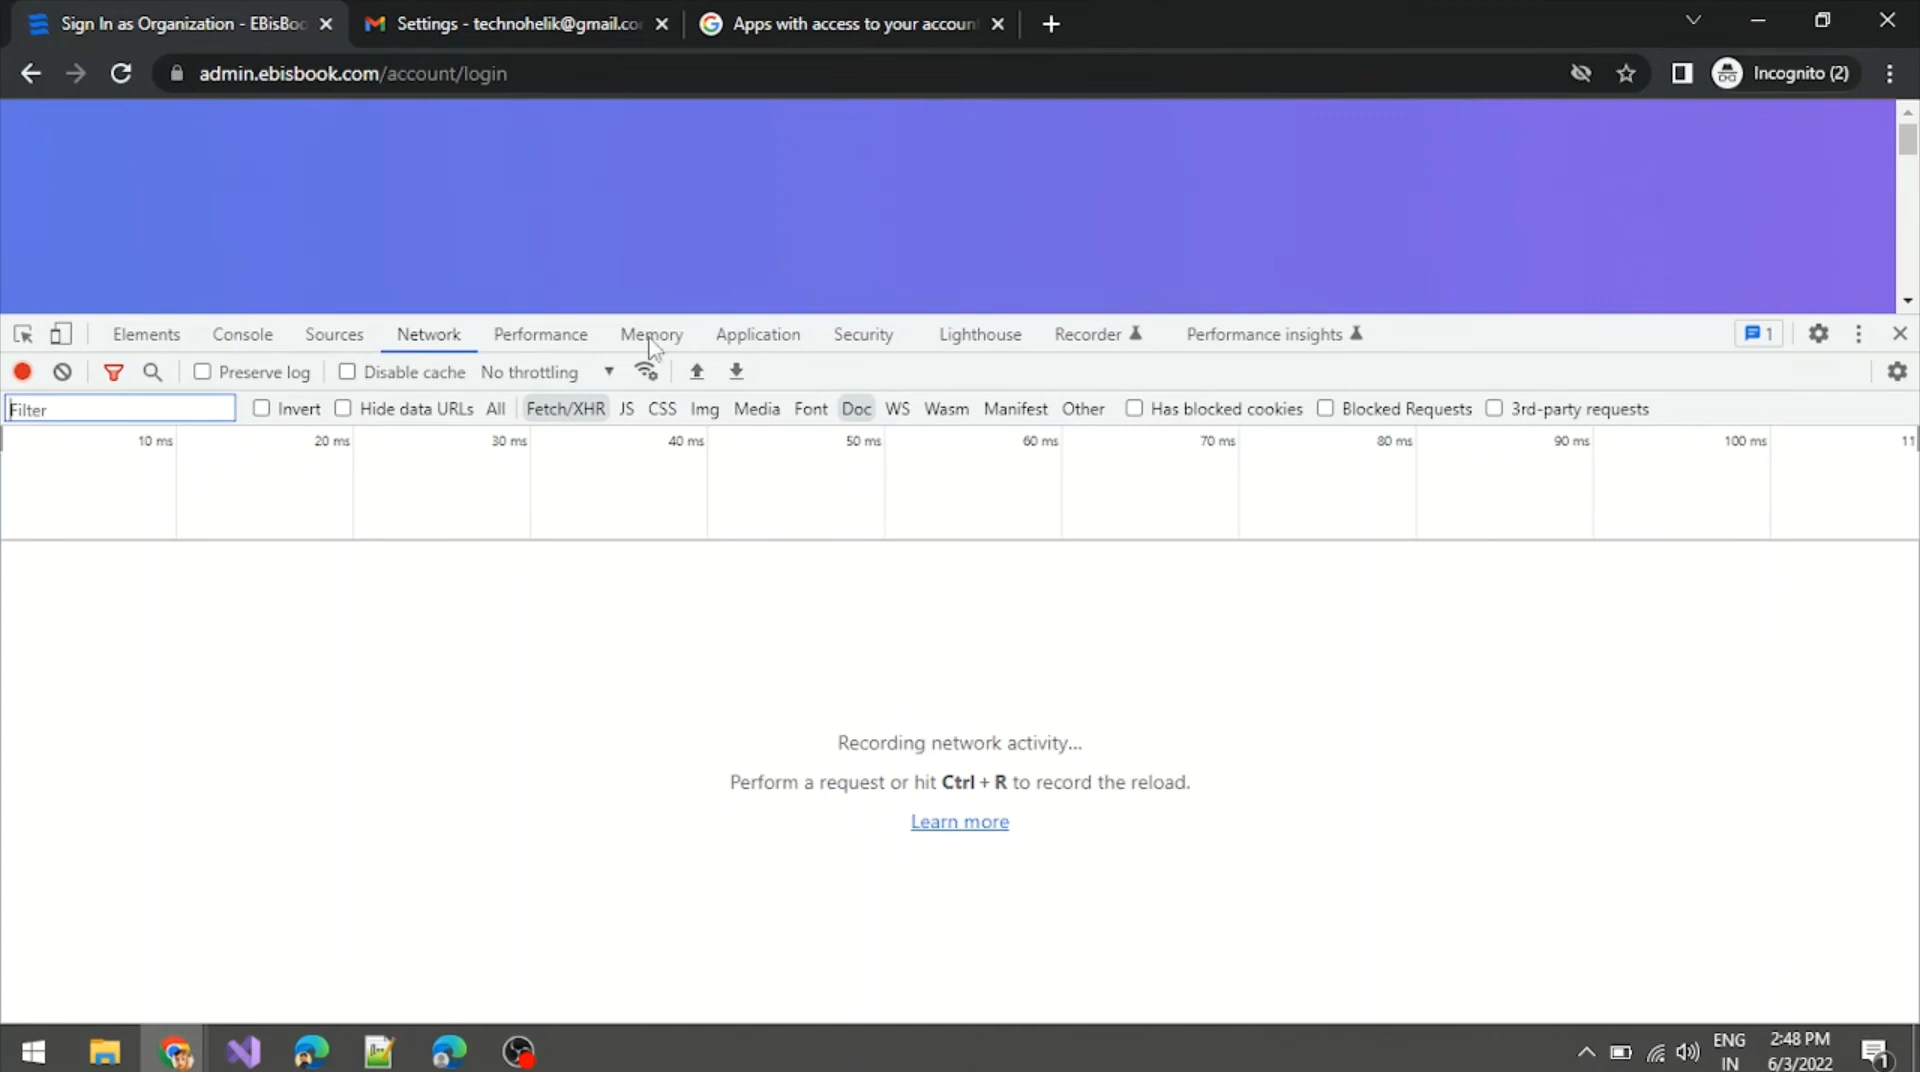 Sign In as Organization - EBisBoo
Settings - technohelik@gmail.co
Apps with access to your accoun
admin.ebisbook.com/account/login
Incognito (2)
Elements Console Sources Network Performance Memory Application Security Lighthouse Recorder Performance insights 1
Preserve log Disable cache No throttling
Filter Invert Hide data URLs All Fetch/XHR JS CSS Img Media Font Doc WS Wasm Manifest Other Has blocked cookies Blocked Requests 3rd-party requests
10 ms 20 ms 30 ms 40 ms 50 ms 60 ms 70 ms 80 ms 90 ms 100 ms 11
Recording network activity...
Perform a request or hit Ctrl + R to record the reload.
Learn more
ENG 2:48 PM
IN 6/3/2022 1